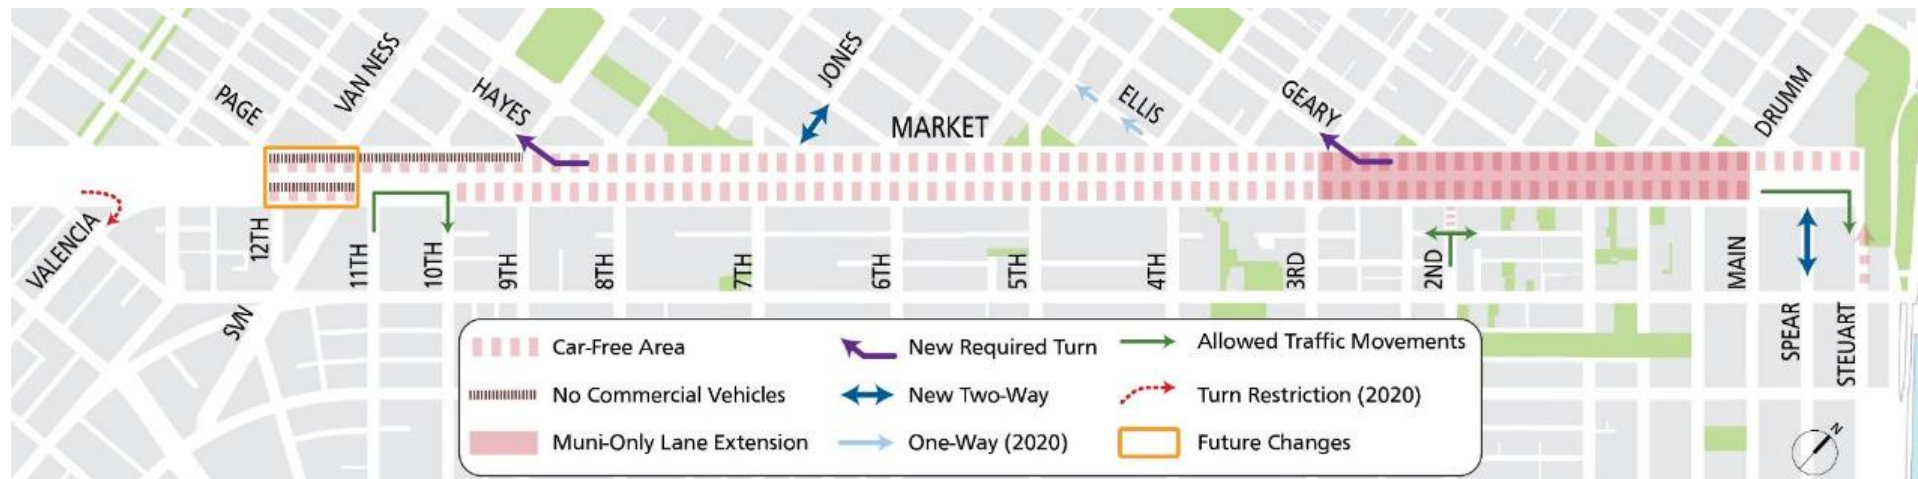 PAGE
VAN NESS
HAYES
JONES
MARKET
ELLIS
GEARY
DRUMM
VALENCIA
12TH
SVN
11TH
10TH
9TH
8TH
7TH
6TH
5TH
4TH
3RD
2ND
MAIN
SPEAR
STEUART
Car-Free Area
New Required Turn
Allowed Traffic Movements
No Commercial Vehicles
New Two-Way
Turn Restriction (2020)
Muni-Only Lane Extension
One-Way (2020)
Future Changes
N